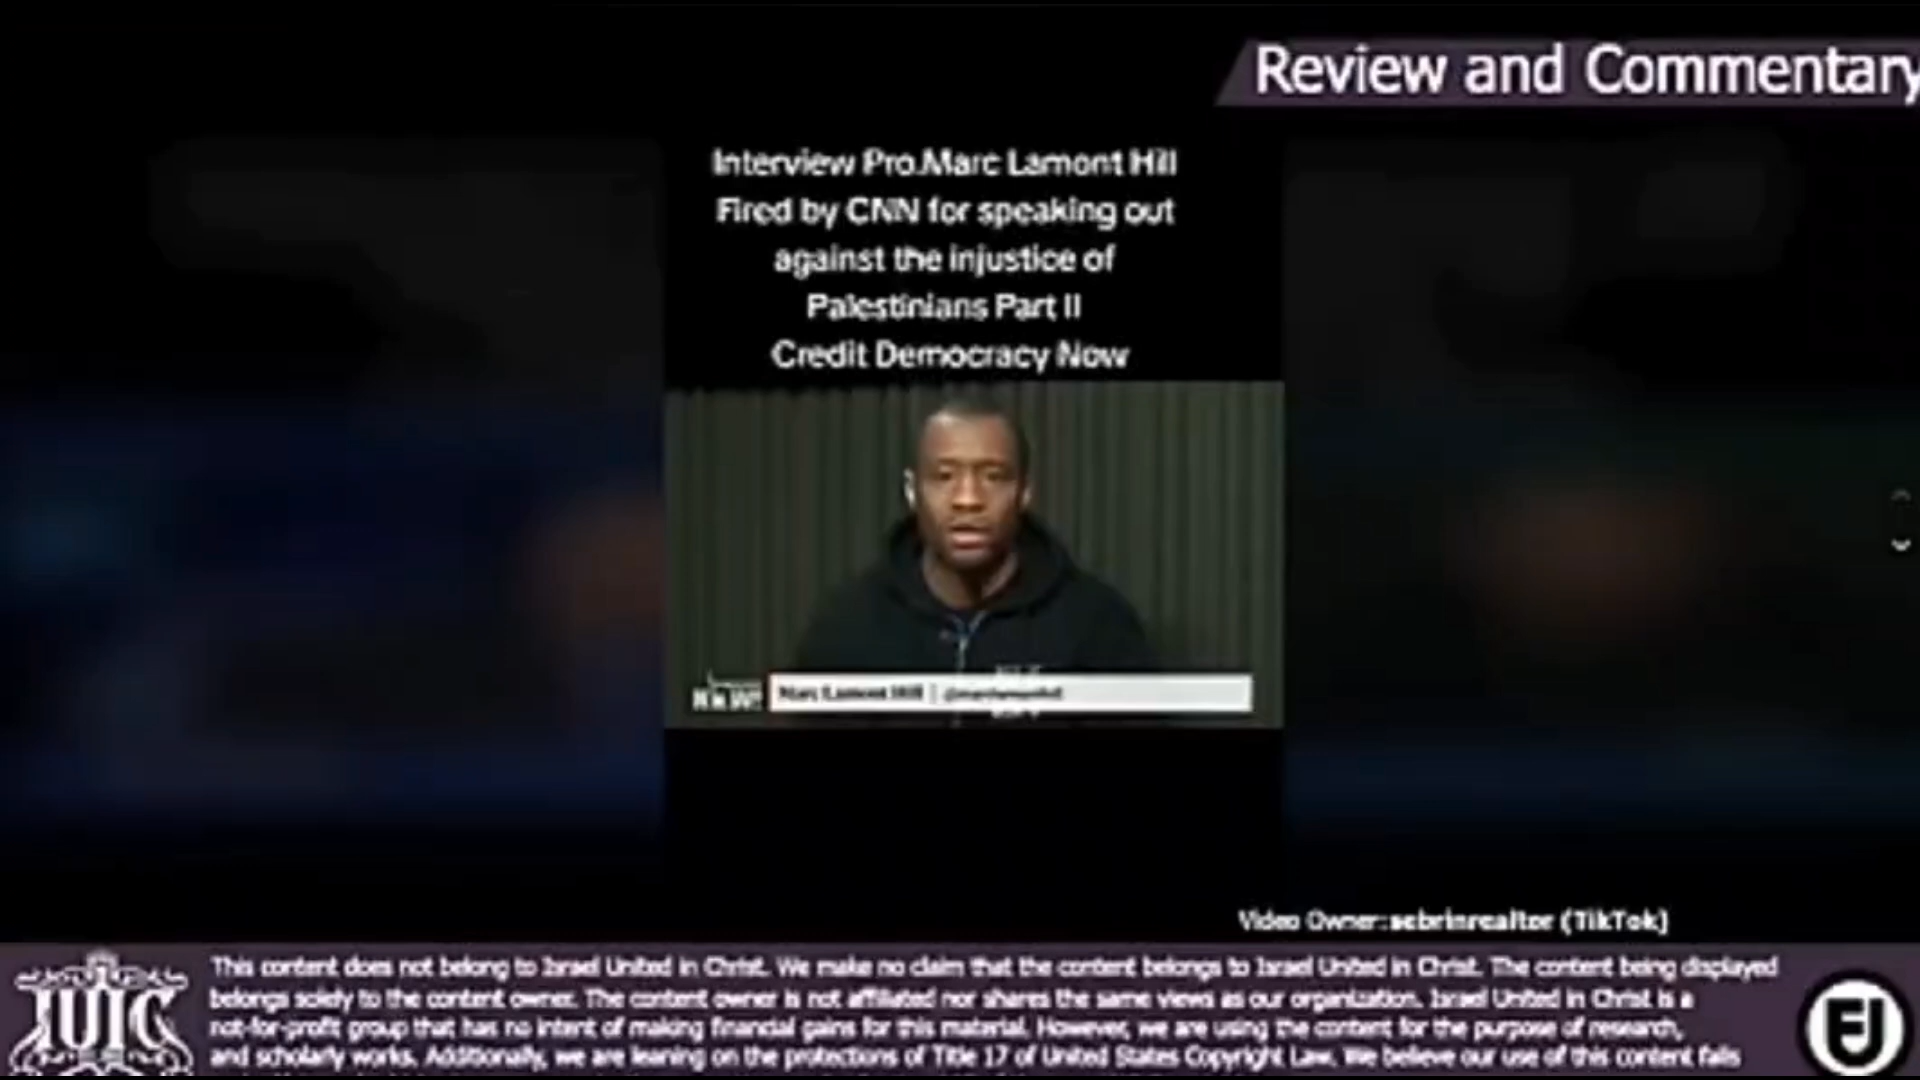 Review and Commentary
Interview Pro.Marc Lamont Hill
Fired by CNN for speaking out
against the injustice of
Palestinians Part II
Credit Democracy Now
Marc Lamont Hill | @marclamonthill
Video Owner: sebrinrealtor (TikTok)
This content does not belong to Israel United in Christ. We make no claim that the content belongs to Israel United in Christ. The content being displayed
belongs solely to the content owner. The content owner is not affiliated nor shares the same views as our organization. Israel United in Christ is a
not-for-profit group that has no intent of making financial gains for this material. However, we are using the content for the purpose of research,
and scholarly works. Additionally, we are leaning on the protections of Title 17 of United States Copyright Law. We believe our use of this content falls
IUIC